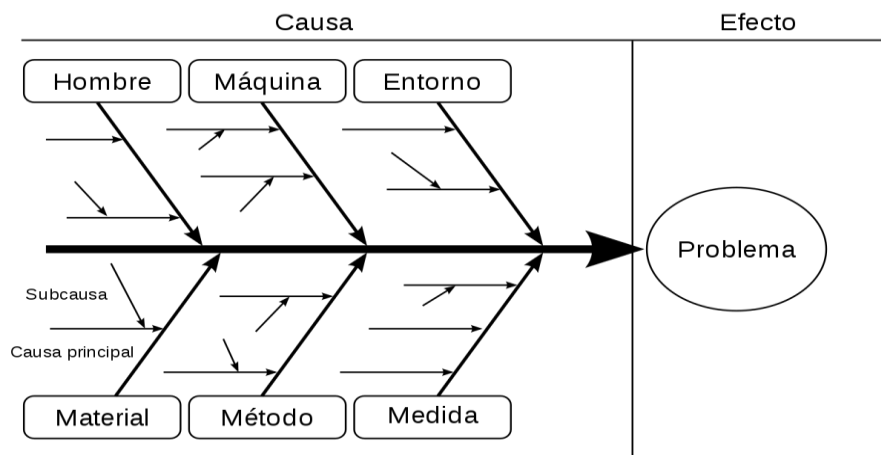 Causa
Efecto
Hombre
Máquina
Entorno
Problema
Subcausa
Causa principal
Material
Método
Medida